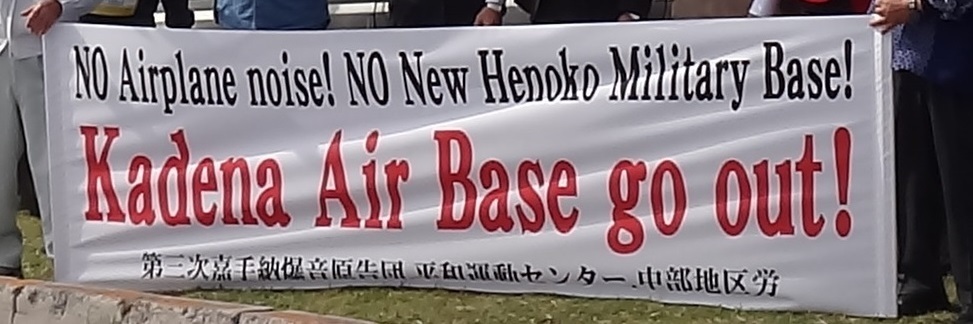 NO Airplane noise! NO New Henoko Military Base!
Kadena Air Base go out!
第三次嘉手納爆音原告団 平和運動センター.中部地区労